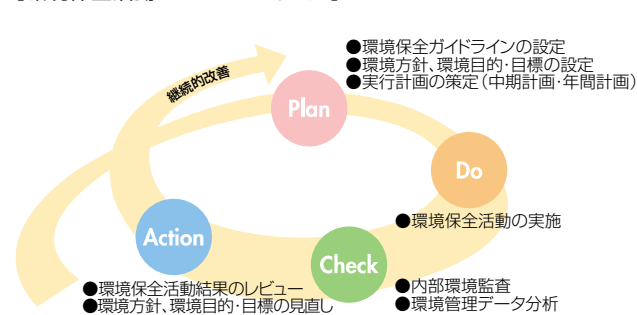 ●環境保全ガイドラインの設定
●環境方針、環境目的・目標の設定
●実行計画の策定(中期計画・年間計画)
継続的改善
Plan
Do
●環境保全活動の実施
Action
Check
●内部環境監査
●環境管理データ分析
●環境保全活動結果のレビュー
●環境方針、環境目的・目標の見直し